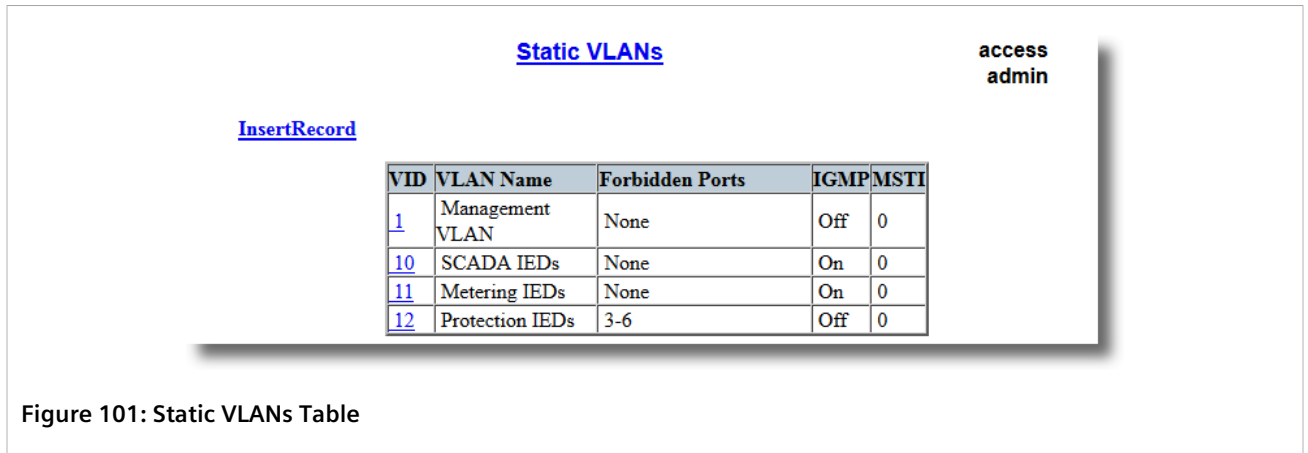 Static VLANs
access
admin
InsertRecord
VID VLAN Name Forbidden Ports IGMP MSTI
1 Management VLAN None Off 0
10 SCADA IEDs None On 0
11 Metering IEDs None On 0
12 Protection IEDs 3-6 Off 0
Figure 101: Static VLANs Table